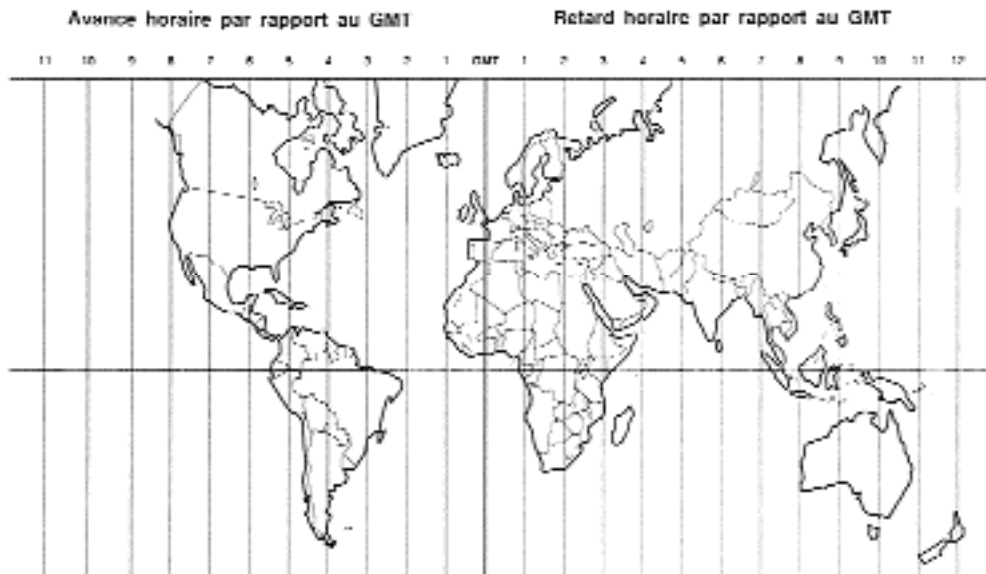 Avance horaire par rapport au GMT Retard horaire par rapport au GMT
11 10 9 8 7 6 5 4 3 2 1 GMT 1 2 3 4 5 6 7 8 9 10 11 12